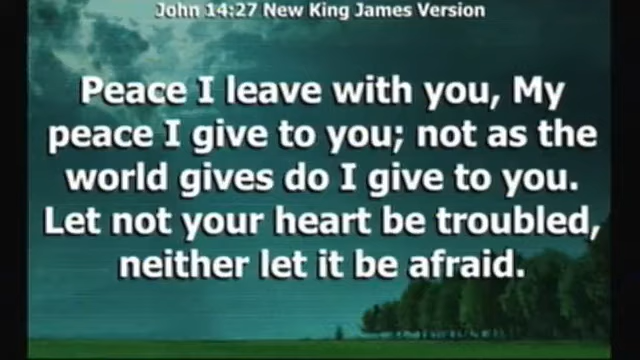 John 14:27 New King James Version
Peace I leave with you, My
peace I give to you; not as the
world gives do I give to you.
Let not your heart be troubled,
neither let it be afraid.